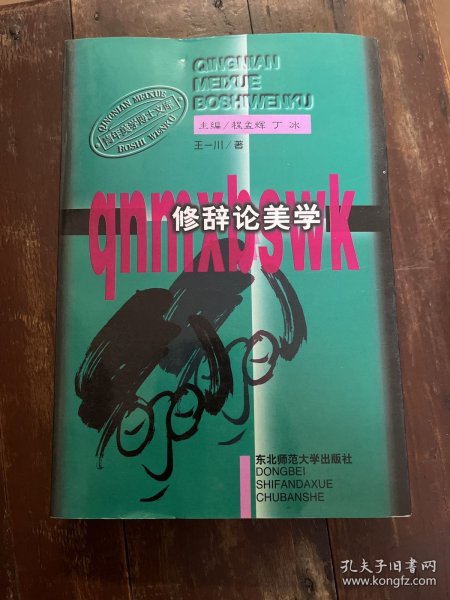 QINGNIAN
MEIXUE
BOSHIWENKU
QINGNIAN MEIXUE
青年美学博士文库
BOSHI WENKU
主编/程孟辉 丁冰
王一川/著
qnmxbswk
修辞论美学
东北师范大学出版社
DONGBEI
SHIFANDAXUE
CHUBANSHE
孔夫子旧书网
www.kongfz.com